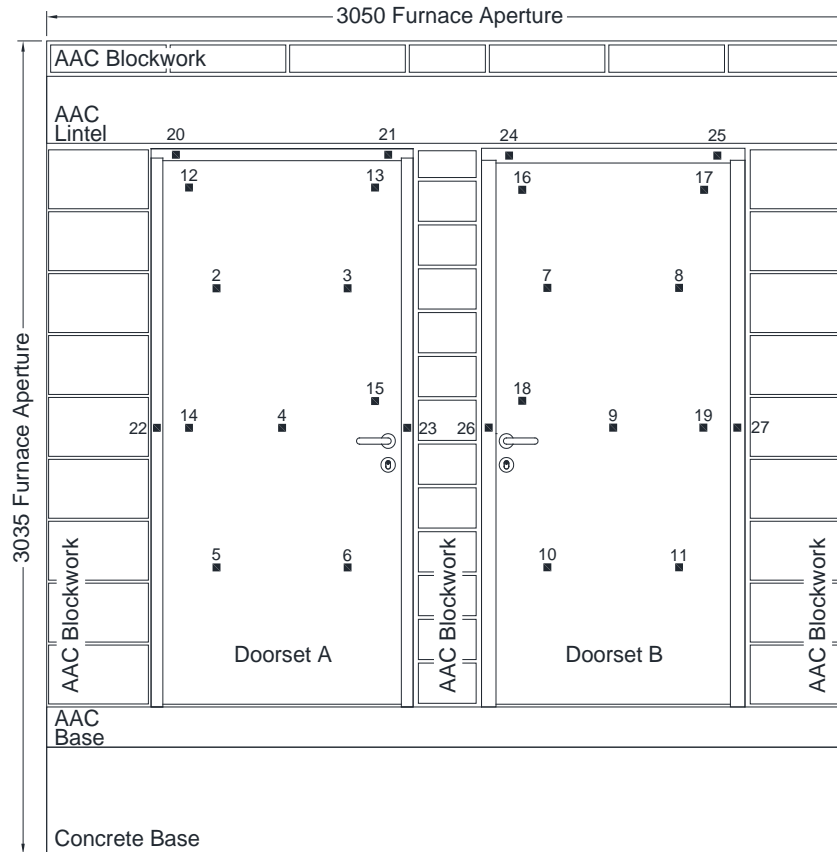 3050 Furnace Aperture
AAC Blockwork
AAC
Lintel
20
21
24
25
12
13
16
17
2
3
7
8
15
18
22
14
4
23
26
9
19
27
3035 Furnace Aperture
5
6
10
11
AAC Blockwork
AAC Blockwork
AAC Blockwork
Doorset A
Doorset B
AAC
Base
Concrete Base